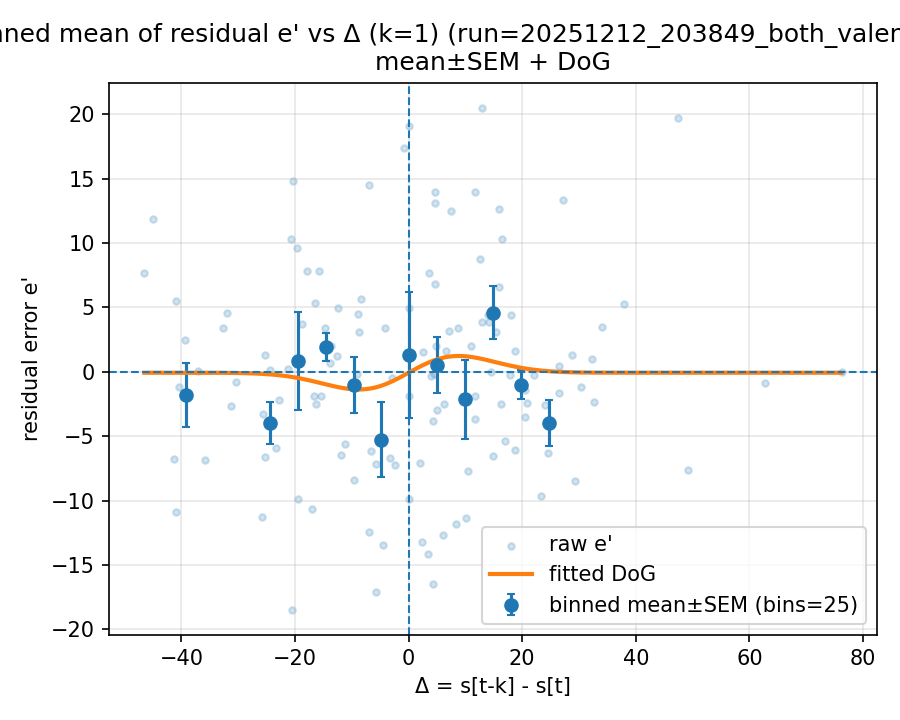 nned mean of residual e' vs Δ (k=1) (run=20251212_203849_both_valer
mean±SEM + DoG
20
15
10
5
0
−5
−10
−15
−20
residual error e'
raw e'
fitted DoG
binned mean±SEM (bins=25)
−40
−20
0
20
40
60
80
Δ = s[t-k] - s[t]